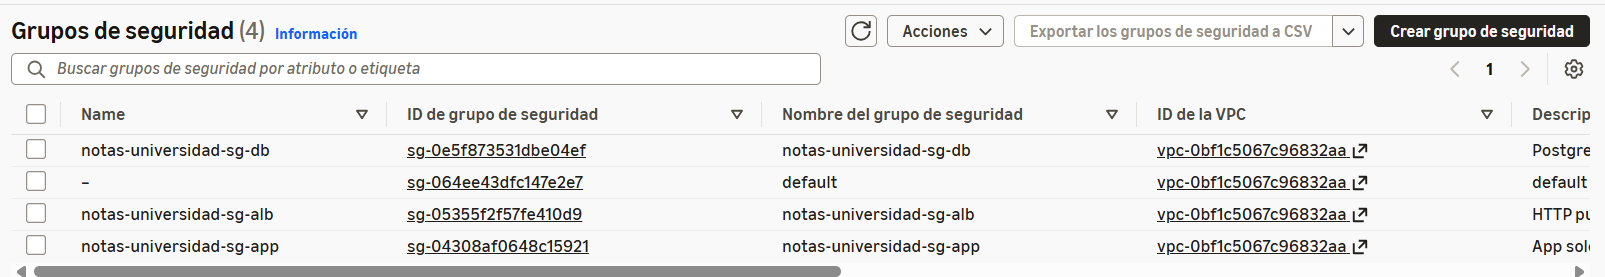 Grupos de seguridad (4) Información Acciones Exportar los grupos de seguridad a CSV Crear grupo de seguridad
Buscar grupos de seguridad por atributo o etiqueta 1
Name ID de grupo de seguridad Nombre del grupo de seguridad ID de la VPC Descrip
notas-universidad-sg-db sg-0e5f873531dbe04ef notas-universidad-sg-db vpc-0bf1c5067c96832aa Postgre
- sg-064ee43dfc147e2e7 default vpc-0bf1c5067c96832aa default
notas-universidad-sg-alb sg-05355f2f57fe410d9 notas-universidad-sg-alb vpc-0bf1c5067c96832aa HTTP pu
notas-universidad-sg-app sg-04308af0648c15921 notas-universidad-sg-app vpc-0bf1c5067c96832aa App sol